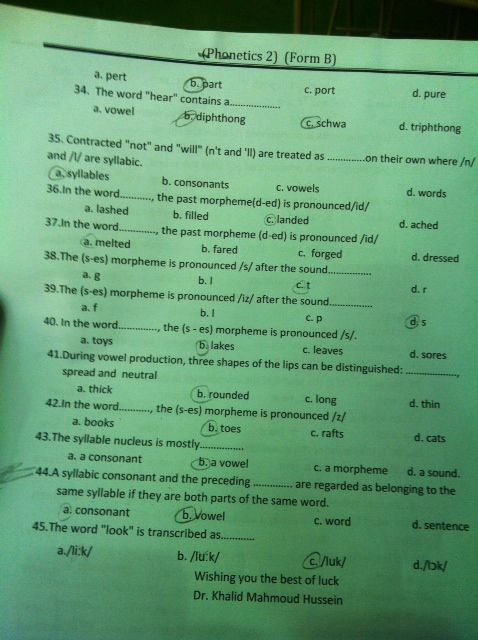 (Phonetics 2) (Form B)
a. pert b. part c. port d. pure
34. The word "hear" contains a..................
a. vowel b. diphthong c. schwa d. triphthong
35. Contracted "not" and "will" (n't and 'll) are treated as .............on their own where /n/
and /l/ are syllabic.
a. syllables b. consonants c. vowels d. words
36.In the word..........., the past morpheme(d-ed) is pronounced/id/
a. lashed b. filled c. landed d. ached
37.In the word............., the past morpheme (d-ed) is pronounced /id/
a. melted b. fared c. forged d. dressed
38.The (s-es) morpheme is pronounced /s/ after the sound...............
a. g b. l c. t d. r
39.The (s-es) morpheme is pronounced /iz/ after the sound...............
a. f b. l c. p d. s
40. In the word..............., the (s - es) morpheme is pronounced /s/.
a. toys b. lakes c. leaves d. sores
41.During vowel production, three shapes of the lips can be distinguished: ................,
spread and neutral
a. thick b. rounded c. long d. thin
42.In the word..........., the (s-es) morpheme is pronounced /z/
a. books b. toes c. rafts d. cats
43.The syllable nucleus is mostly..................
a. a consonant b. a vowel c. a morpheme d. a sound.
44.A syllabic consonant and the preceding .............. are regarded as belonging to the
same syllable if they are both parts of the same word.
a. consonant b. Vowel c. word d. sentence
45.The word "look" is transcribed as............
a./li:k/ b. /lu:k/ c./luk/ d./lɒk/
Wishing you the best of luck
Dr. Khalid Mahmoud Hussein